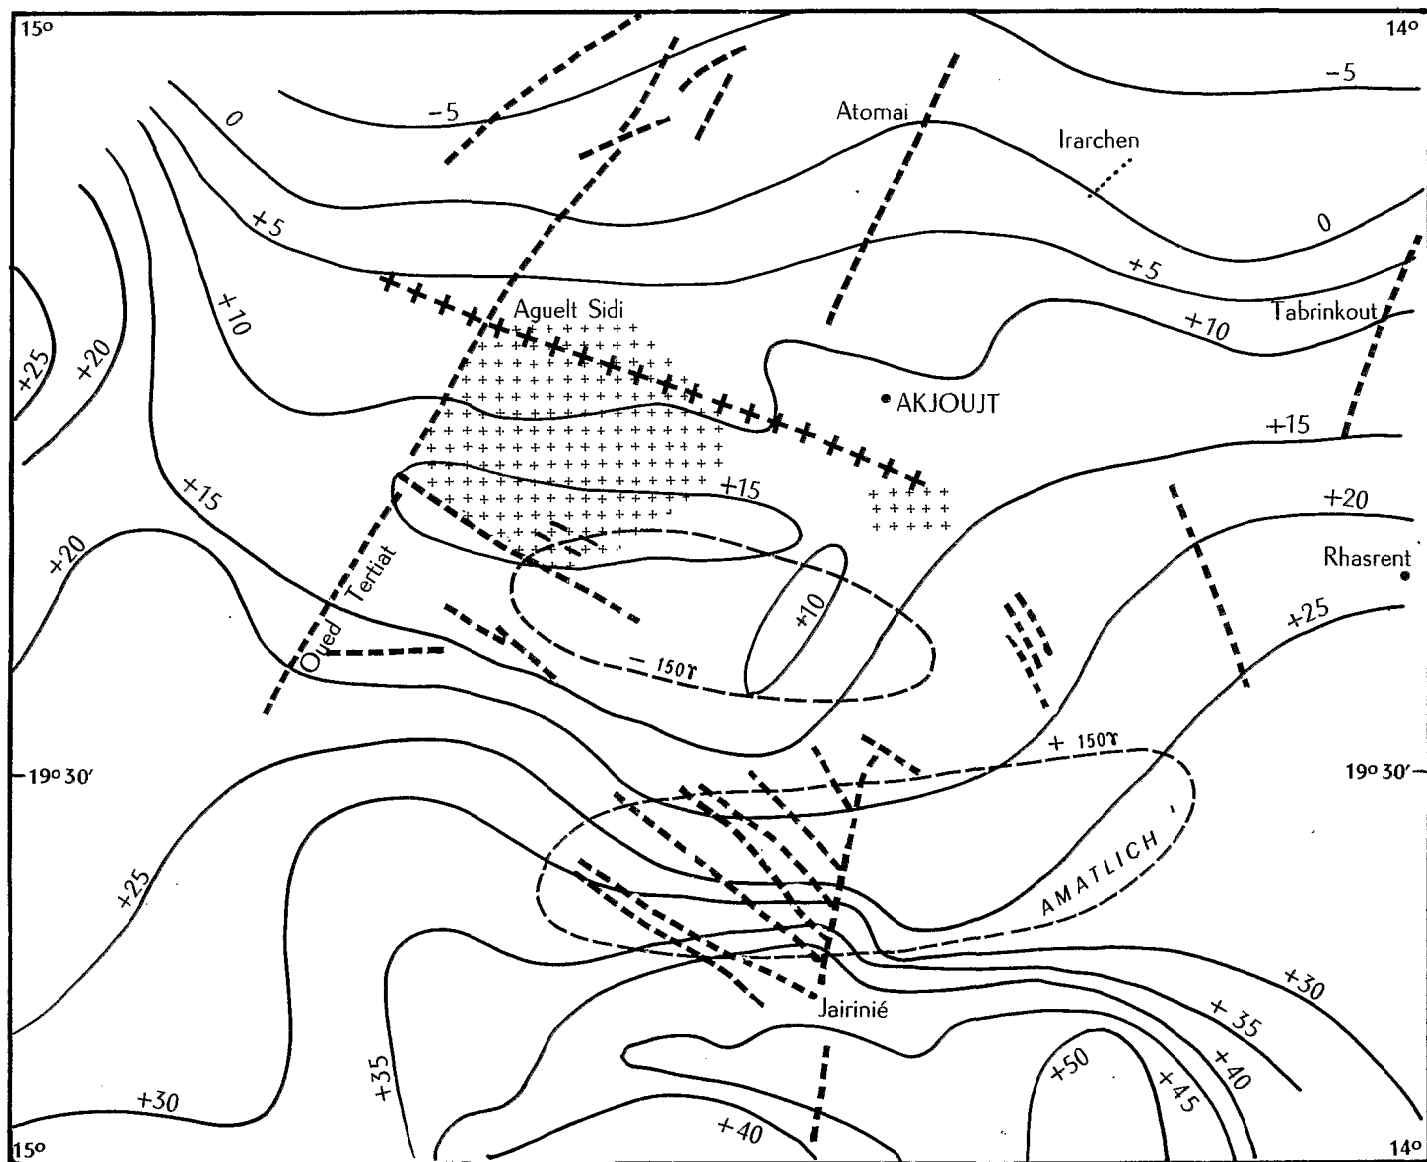 15°
14°
-5
-5
0
Atomai
Irarchen
+5
0
+5
+10
Aguelt Sidi
Tabrinkout
+10
+25
+20
AKJOUJT
+15
+15
+15
+20
+20
Oued Tertiat
Rhasrent
+10
+25
- 150γ
+ 150γ
19° 30'
19° 30'
+25
AMATLICH
+30
Jairinié
+35
+35
+50
+40
+30
+45
+40
15°
14°